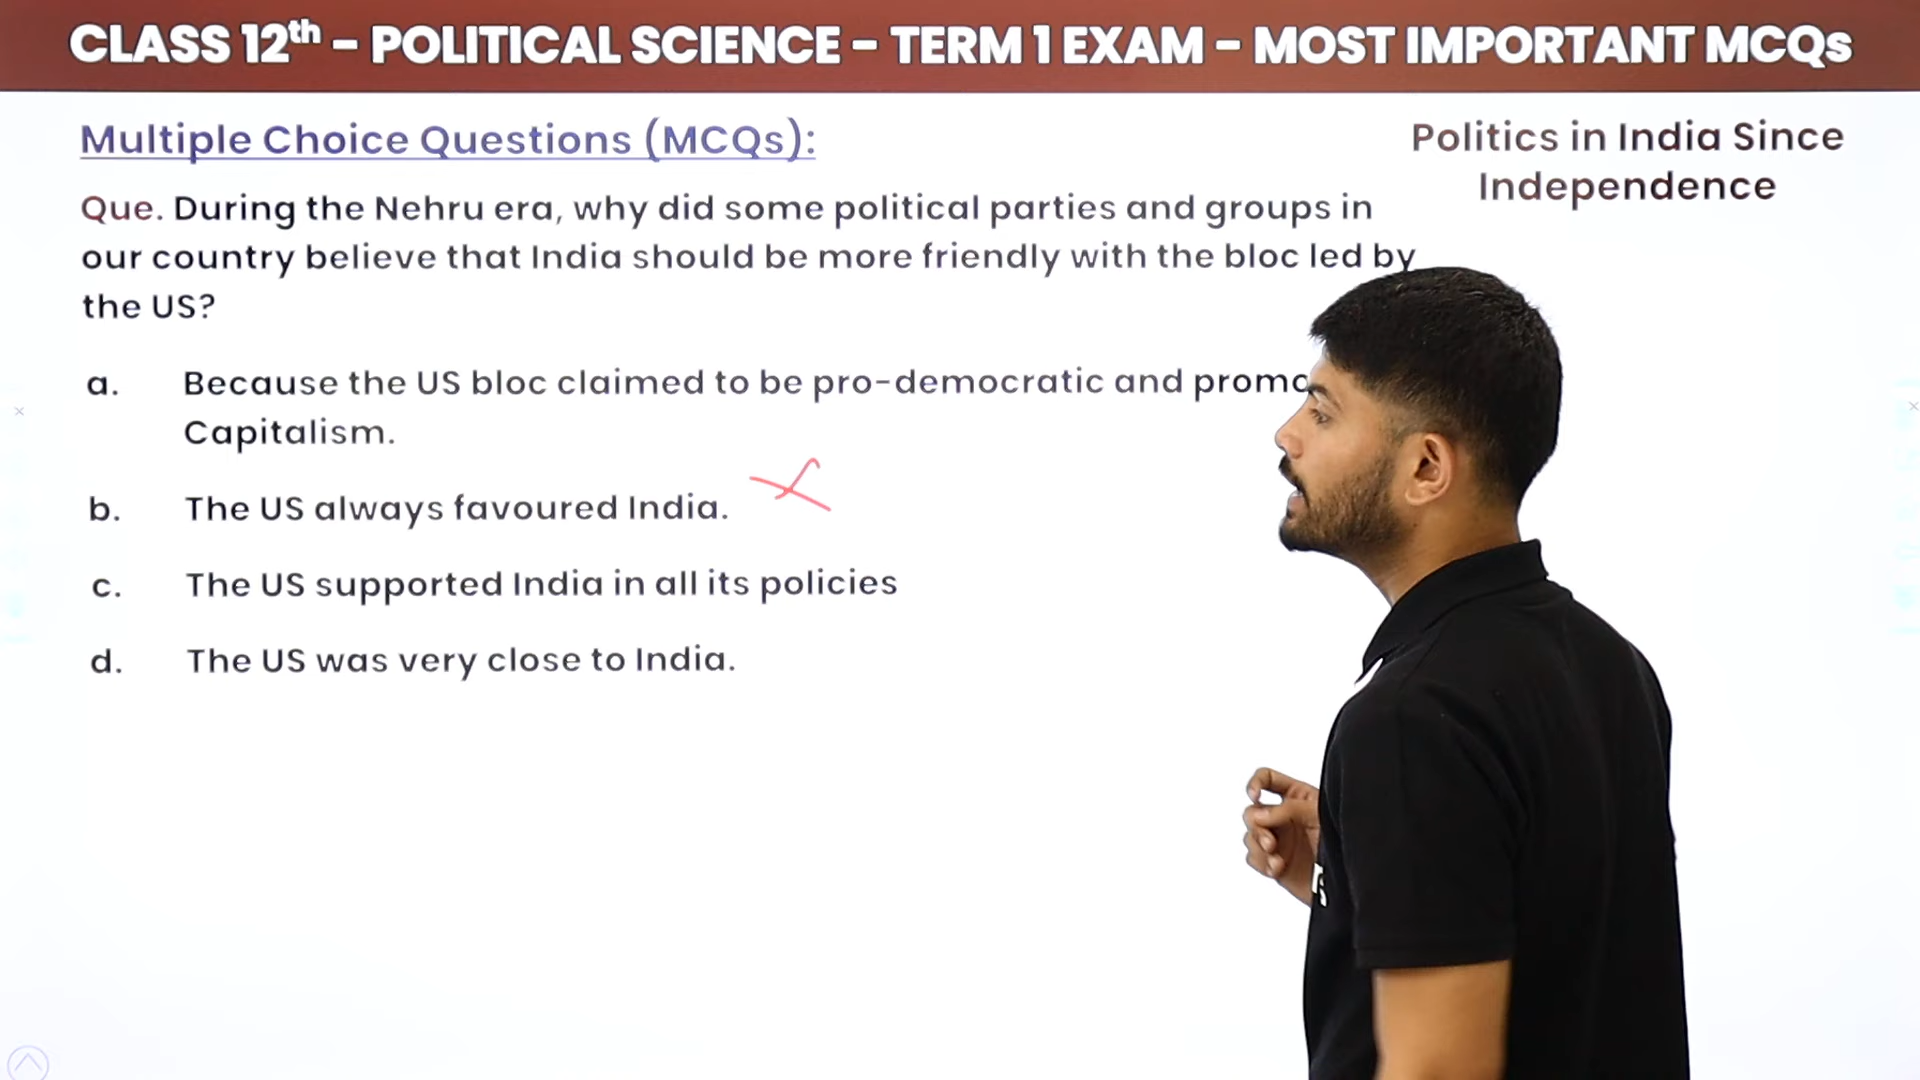 CLASS 12th - POLITICAL SCIENCE - TERM 1 EXAM - MOST IMPORTANT MCQs
Multiple Choice Questions (MCQs):
Politics in India Since
Independence
Que. During the Nehru era, why did some political parties and groups in
our country believe that India should be more friendly with the bloc led by
the US?
a. Because the US bloc claimed to be pro-democratic and
Capitalism.
b. The US always favoured India.
c. The US supported India in all its policies
d. The US was very close to India.